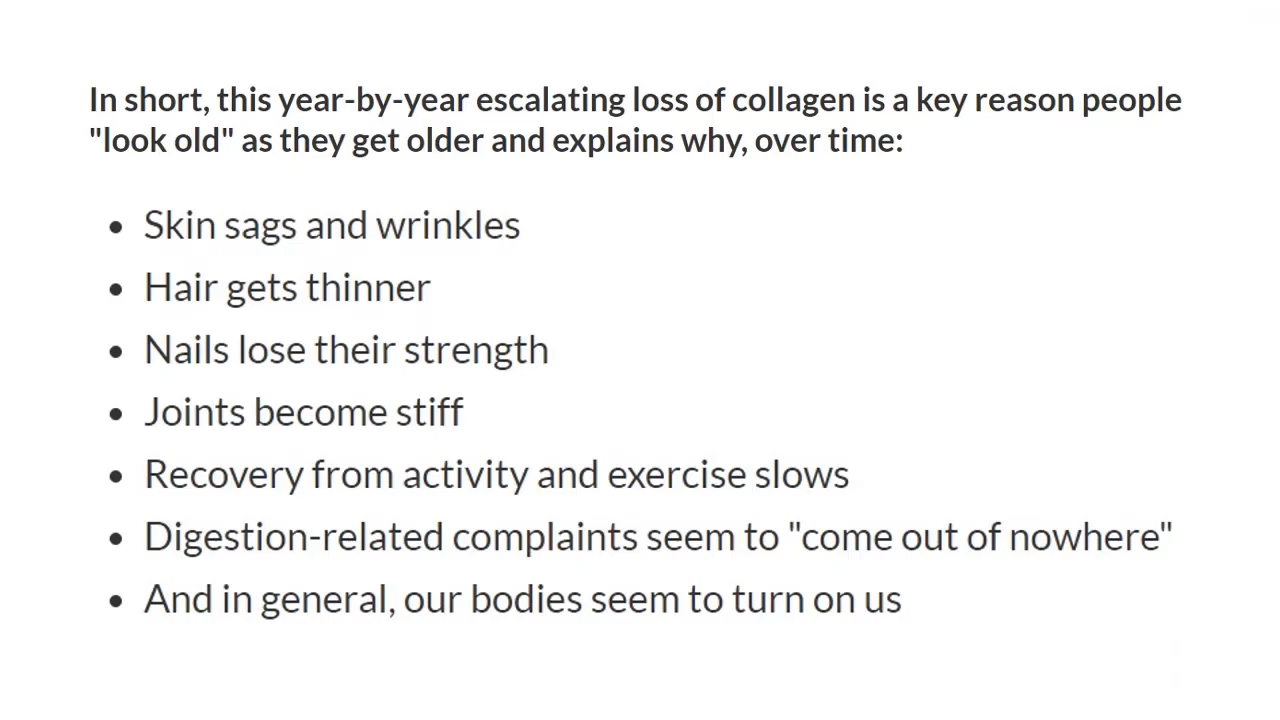 In short, this year-by-year escalating loss of collagen is a key reason people
"look old" as they get older and explains why, over time:
• Skin sags and wrinkles
• Hair gets thinner
• Nails lose their strength
• Joints become stiff
• Recovery from activity and exercise slows
• Digestion-related complaints seem to "come out of nowhere"
• And in general, our bodies seem to turn on us